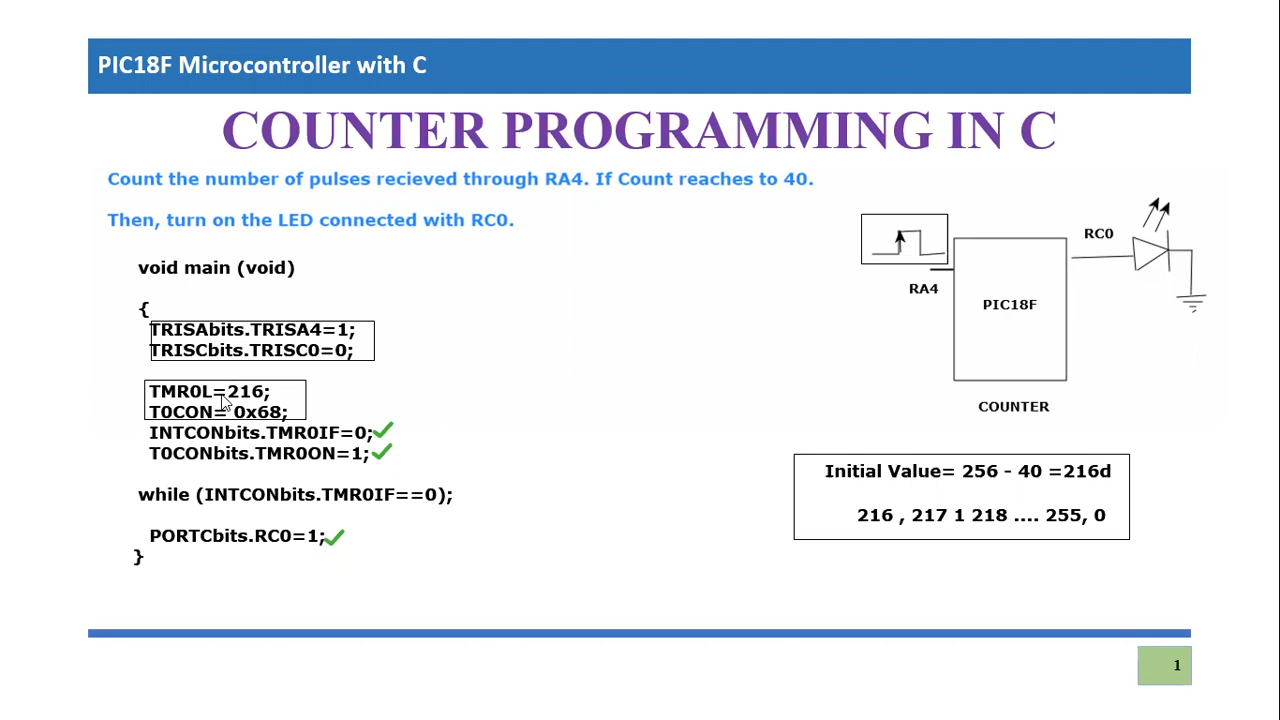 PIC18F Microcontroller with C
COUNTER PROGRAMMING IN C
Count the number of pulses recieved through RA4. If Count reaches to 40.
Then, turn on the LED connected with RC0.
void main (void)
{
TRISAbits.TRISA4=1;
TRISCbits.TRISC0=0;
TMR0L=216;
T0CON= 0x68;
INTCONbits.TMR0IF=0;
T0CONbits.TMR0ON=1;
while (INTCONbits.TMR0IF==0);
PORTCbits.RC0=1;
}
RC0
RA4
PIC18F
COUNTER
Initial Value= 256 - 40 =216d
216 , 217 1 218 .... 255, 0
1